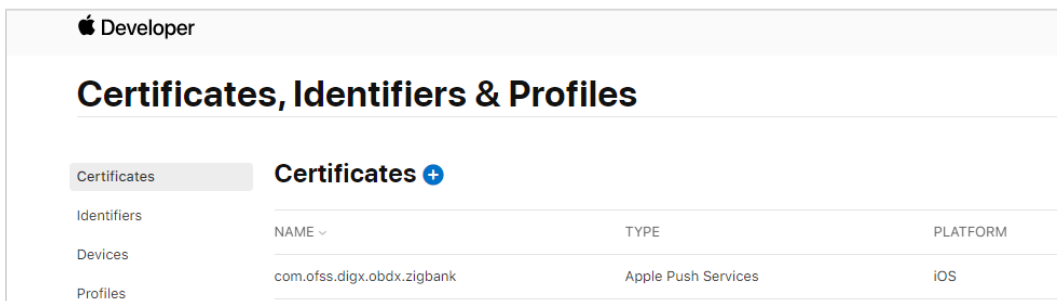 Developer
Certificates, Identifiers & Profiles
Certificates
Identifiers
Devices
Profiles
Certificates
NAME TYPE PLATFORM
com.ofss.digx.obdx.zigbank Apple Push Services iOS